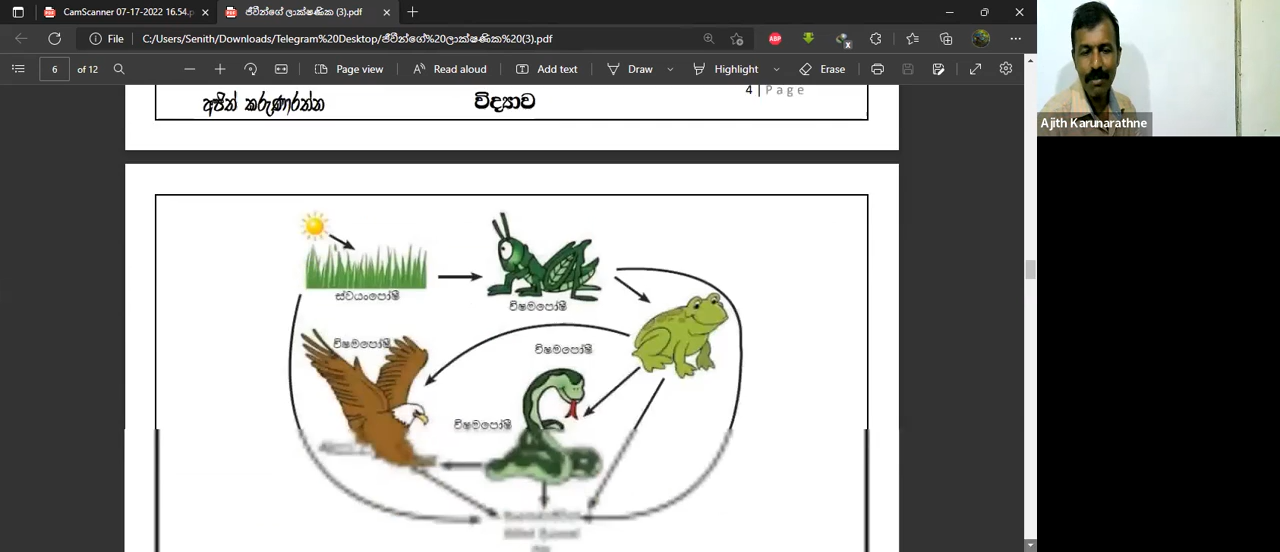 CamScanner 07-17-2022 16.54.p
ජීවීන්ගේ ලාක්ෂණික (3).pdf
File
C:/Users/Senith/Downloads/Telegram%20Desktop/ජීවීන්ගේ%20ලාක්ෂණික%20(3).pdf
6 of 12
Page view
Read aloud
Add text
Draw
Highlight
Erase
අජිත් කරුණාරත්න
විද්‍යාව
4 | Page
Ajith Karunarathne
ස්වයංපෝෂී
විෂමපෝෂී
විෂමපෝෂී
විෂමපෝෂී
විෂමපෝෂී